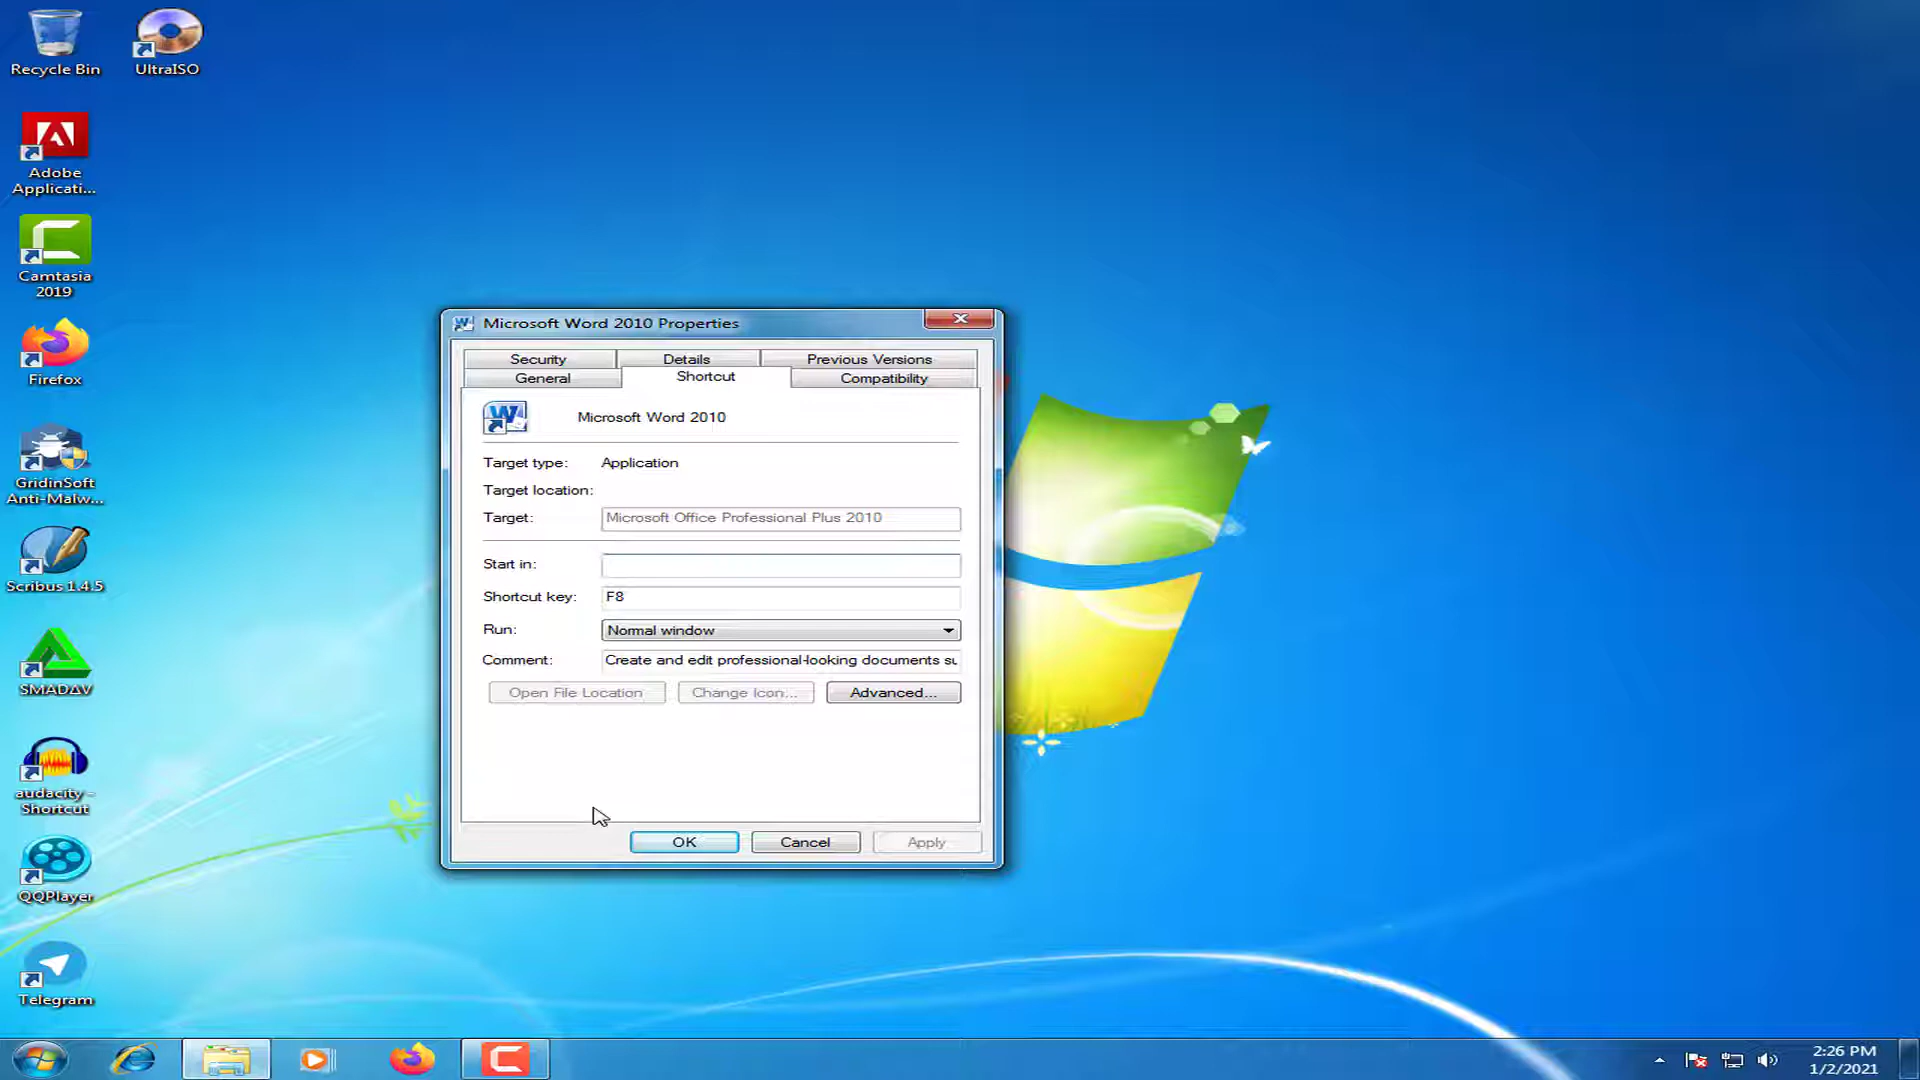 Recycle Bin
UltraISO
Adobe
Applicati...
Camtasia
2019
Firefox
GridinSoft
Anti-Malw...
Scribus 1.4.5
SMADΔV
audacity -
Shortcut
QQPlayer
Telegram
Microsoft Word 2010 Properties
Security
Details
Previous Versions
General
Shortcut
Compatibility
Microsoft Word 2010
Target type: Application
Target location:
Target: Microsoft Office Professional Plus 2010
Start in:
Shortcut key: F8
Run: Normal window
Comment: Create and edit professional-looking documents su
Open File Location
Change Icon...
Advanced...
OK
Cancel
Apply
2:26 PM
1/2/2021